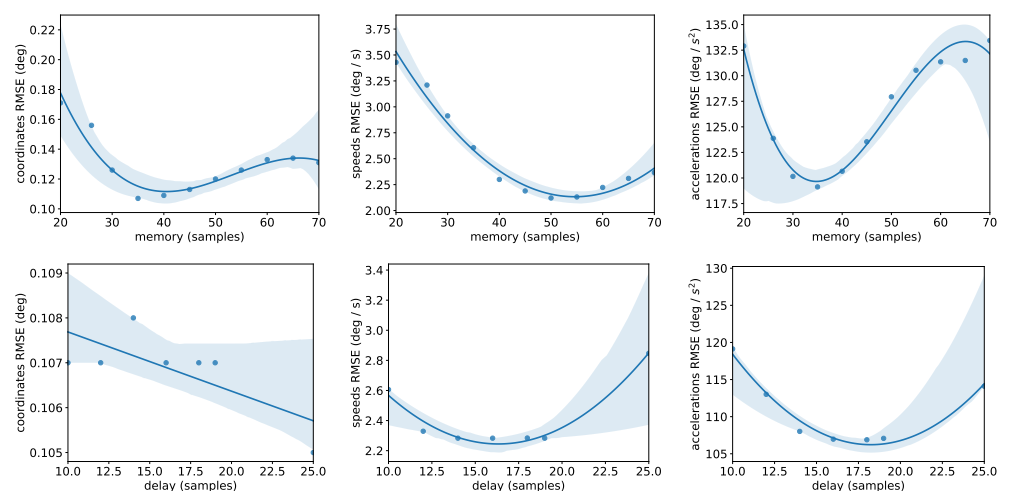 coordinates RMSE (deg)
0.22
0.20
0.18
0.16
0.14
0.12
0.10
20 30 40 50 60 70
memory (samples)
speeds RMSE (deg / s)
3.75
3.50
3.25
3.00
2.75
2.50
2.25
2.00
20 30 40 50 60 70
memory (samples)
accelerations RMSE (deg / s²)
135.0
132.5
130.0
127.5
125.0
122.5
120.0
117.5
20 30 40 50 60 70
memory (samples)
coordinates RMSE (deg)
0.109
0.108
0.107
0.106
0.105
10.0 12.5 15.0 17.5 20.0 22.5 25.0
delay (samples)
speeds RMSE (deg / s)
3.4
3.2
3.0
2.8
2.6
2.4
2.2
10.0 12.5 15.0 17.5 20.0 22.5 25.0
delay (samples)
accelerations RMSE (deg / s²)
130
125
120
115
110
105
10.0 12.5 15.0 17.5 20.0 22.5 25.0
delay (samples)